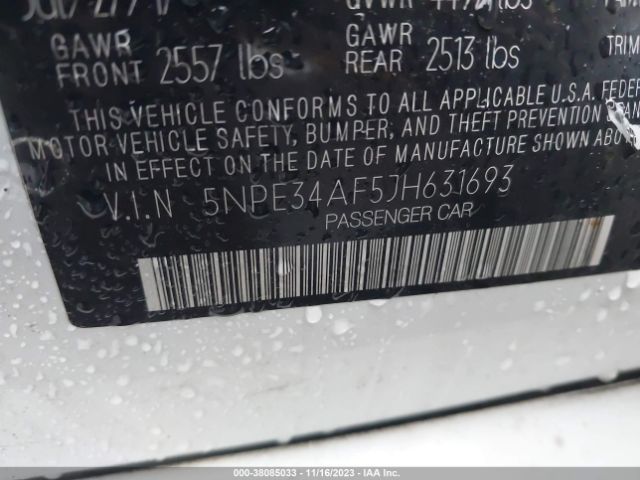 GVWR lbs
GAWR FRONT 2557 lbs
GAWR REAR 2513 lbs
TRIM
THIS VEHICLE CONFORMS TO ALL APPLICABLE U.S.A. FEDER
MOTOR VEHICLE SAFETY, BUMPER, AND THEFT PREVENTION
IN EFFECT ON THE DATE OF MANUFACTURE SHOWN ABO
V.I.N 5NPE34AF5JH631693
PASSENGER CAR
000-38085033 — 11/16/2023 — IAA Inc.